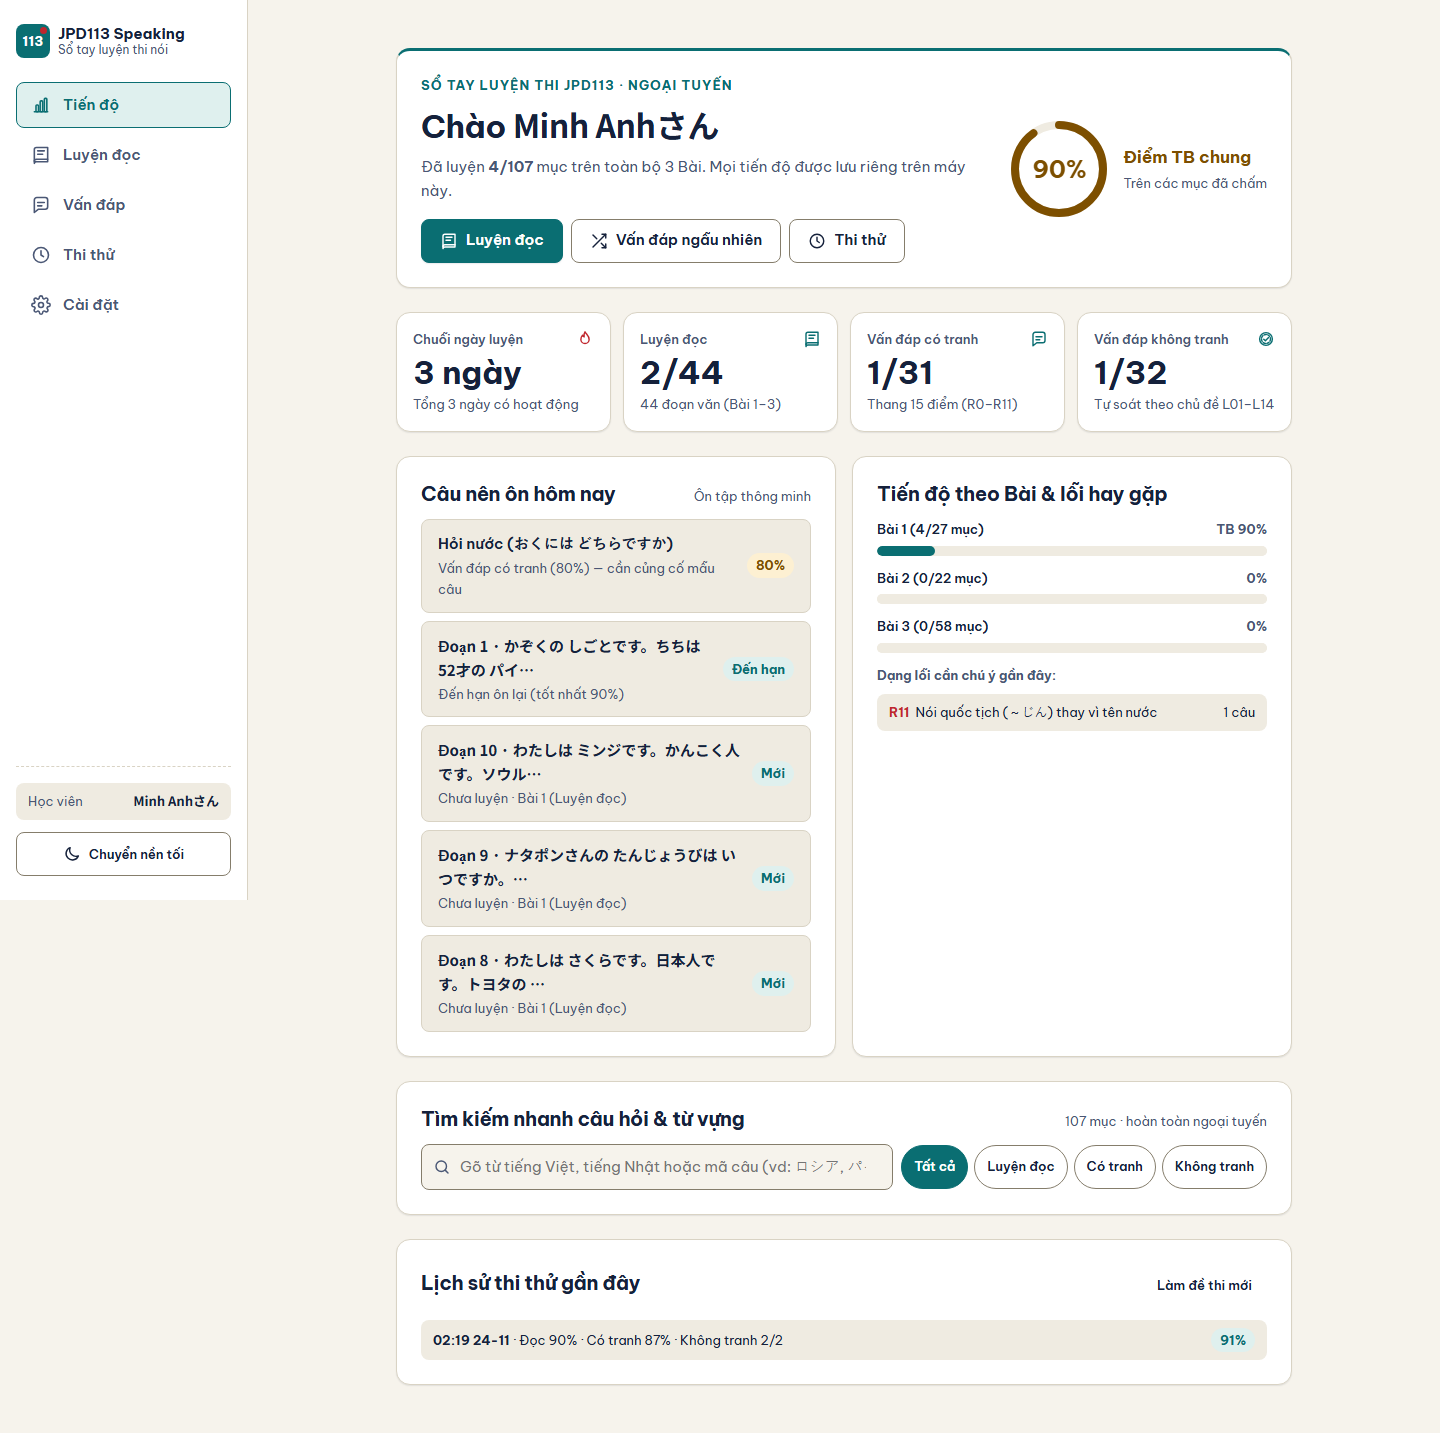 113
JPD113 Speaking
Sổ tay luyện thi nói
Tiến độ
Luyện đọc
Vấn đáp
Thi thử
Cài đặt
Học viên
Minh Anhさん
Chuyển nền tối
SỔ TAY LUYỆN THI JPD113 · NGOẠI TUYẾN
Chào Minh Anhさん
Đã luyện 4/107 mục trên toàn bộ 3 Bài. Mọi tiến độ được lưu riêng trên máy
này.
Luyện đọc
Vấn đáp ngẫu nhiên
Thi thử
90%
Điểm TB chung
Trên các mục đã chấm
Chuỗi ngày luyện
3 ngày
Tổng 3 ngày có hoạt động
Luyện đọc
2/44
44 đoạn văn (Bài 1–3)
Vấn đáp có tranh
1/31
Thang 15 điểm (R0–R11)
Vấn đáp không tranh
1/32
Tự soát theo chủ đề L01–L14
Câu nên ôn hôm nay
Ôn tập thông minh
Hỏi nước (おくには どちらですか)
Vấn đáp có tranh (80%) — cần củng cố mẫu
câu
80%
Đoạn 1 · かぞくの しごとです。ちちは
52才の パイ…
Đến hạn ôn lại (tốt nhất 90%)
Đến hạn
Đoạn 10 · わたしは ミンジです。かんこく人
です。ソウル…
Chưa luyện · Bài 1 (Luyện đọc)
Mới
Đoạn 9 · ナタポンさんの たんじょうびは い
つですか。…
Chưa luyện · Bài 1 (Luyện đọc)
Mới
Đoạn 8 · わたしは さくらです。日本人で
す。トヨタの …
Chưa luyện · Bài 1 (Luyện đọc)
Mới
Tiến độ theo Bài & lỗi hay gặp
Bài 1 (4/27 mục)
TB 90%
Bài 2 (0/22 mục)
0%
Bài 3 (0/58 mục)
0%
Dạng lỗi cần chú ý gần đây:
R11 Nói quốc tịch (～じん) thay vì tên nước
1 câu
Tìm kiếm nhanh câu hỏi & từ vựng
107 mục · hoàn toàn ngoại tuyến
Gõ từ tiếng Việt, tiếng Nhật hoặc mã câu (vd: ロシア, パ
Tất cả
Luyện đọc
Có tranh
Không tranh
Lịch sử thi thử gần đây
Làm đề thi mới
02:19 24-11 · Đọc 90% · Có tranh 87% · Không tranh 2/2
91%